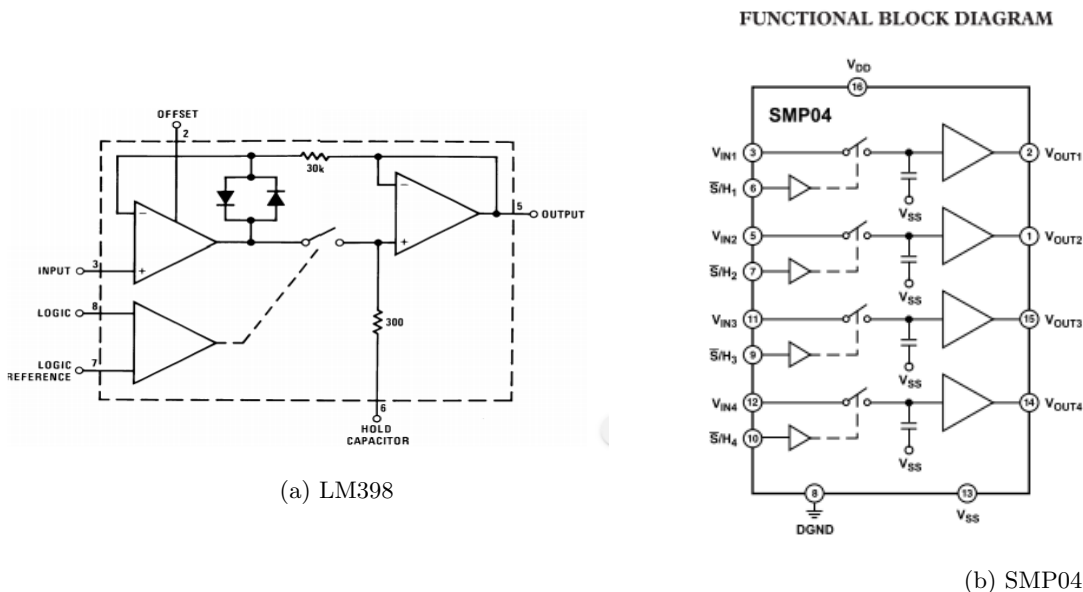 OFFSET
2
30k
5
OUTPUT
INPUT
3
LOGIC
8
LOGIC
REFERENCE
7
300
6
HOLD
CAPACITOR
(a) LM398
FUNCTIONAL BLOCK DIAGRAM
VDD
16
SMP04
VIN1 3
2 VOUT1
S̅/H1 6
VSS
VIN2 5
1 VOUT2
S̅/H2 7
VSS
VIN3 11
15 VOUT3
S̅/H3 9
VSS
VIN4 12
14 VOUT4
S̅/H4 10
VSS
8
DGND
13
VSS
(b) SMP04